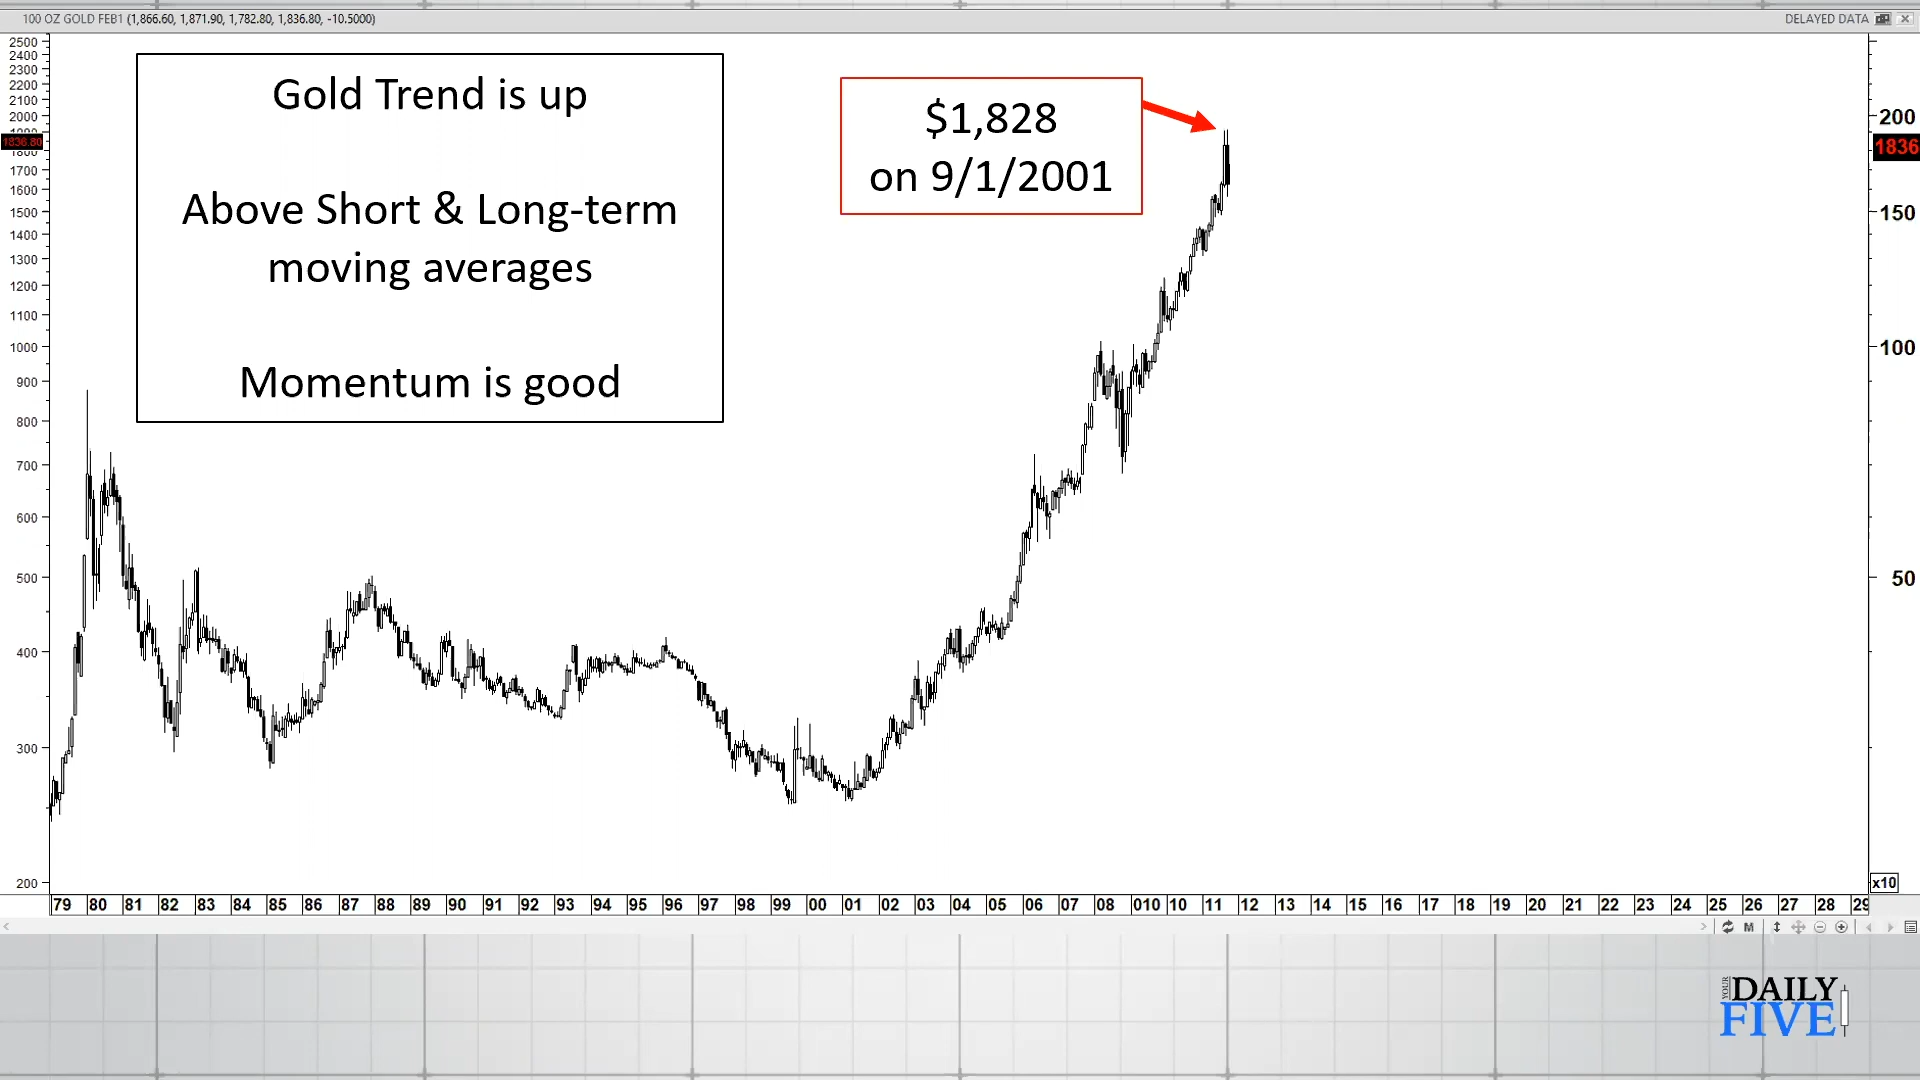 100 OZ GOLD FEB1 (1,866.60, 1,871.90, 1,782.80, 1,836.80, -10.5000)
DELAYED DATA
Gold Trend is up
Above Short & Long-term
moving averages
Momentum is good
$1,828
on 9/1/2001
2500
2400
2300
2200
2100
2000
1900
1836.80
1800
1700
1600
1500
1400
1300
1200
1100
1000
900
800
700
600
500
400
300
200
200
1836
150
100
50
x10
79 80 81 82 83 84 85 86 87 88 89 90 91 92 93 94 95 96 97 98 99 00 01 02 03 04 05 06 07 08 010 10 11 12 13 14 15 16 17 18 19 20 21 22 23 24 25 26 27 28 29
M
YOUR
DAILY
FIVE